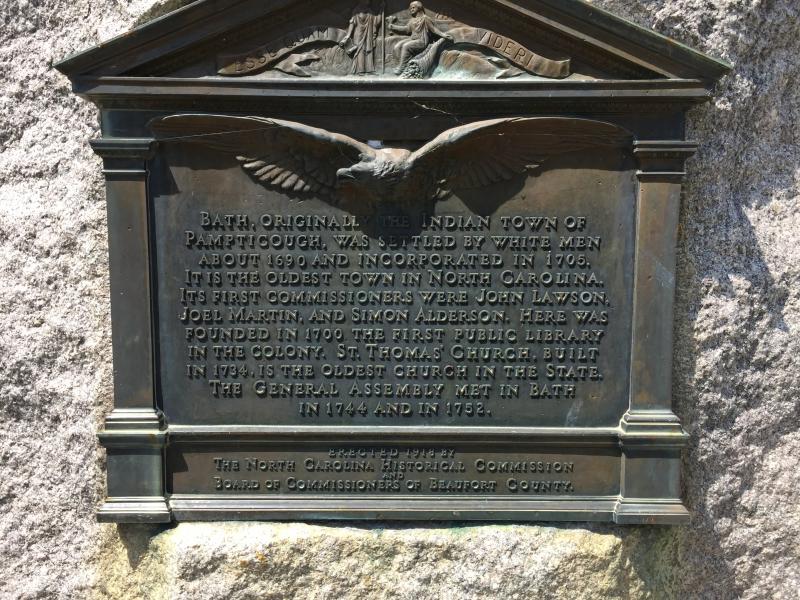 ESSE QUAM VIDERI
BATH, ORIGINALLY THE INDIAN TOWN OF
PAMPTICOUGH, WAS SETTLED BY WHITE MEN
ABOUT 1690 AND INCORPORATED IN 1705.
IT IS THE OLDEST TOWN IN NORTH CAROLINA.
ITS FIRST COMMISSIONERS WERE JOHN LAWSON,
JOEL MARTIN, AND SIMON ALDERSON. HERE WAS
FOUNDED IN 1700 THE FIRST PUBLIC LIBRARY
IN THE COLONY. ST. THOMAS' CHURCH, BUILT
IN 1734, IS THE OLDEST CHURCH IN THE STATE.
THE GENERAL ASSEMBLY MET IN BATH
IN 1744 AND IN 1752.
ERECTED 1918 BY
THE NORTH CAROLINA HISTORICAL COMMISSION
AND
BOARD OF COMMISSIONERS OF BEAUFORT COUNTY.